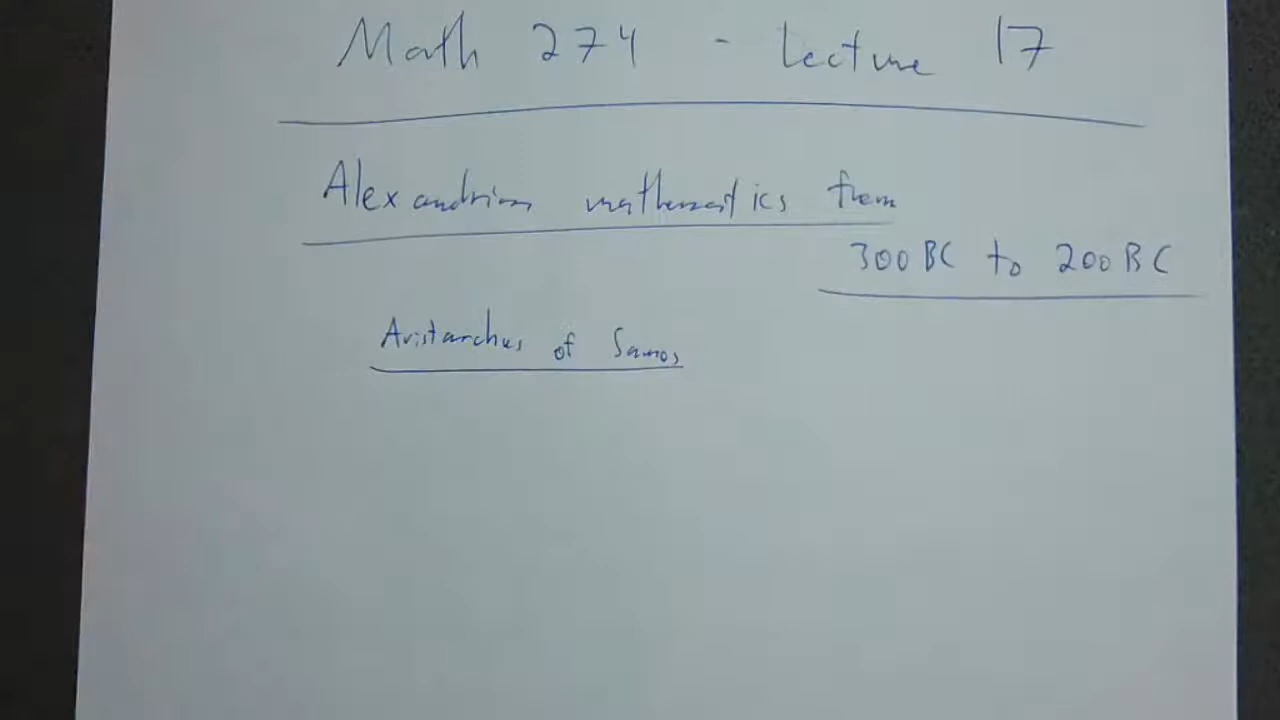 Math 274 - Lecture 17
Alexandrian mathematics from
300 BC to 200 BC
Aristarchus of Samos